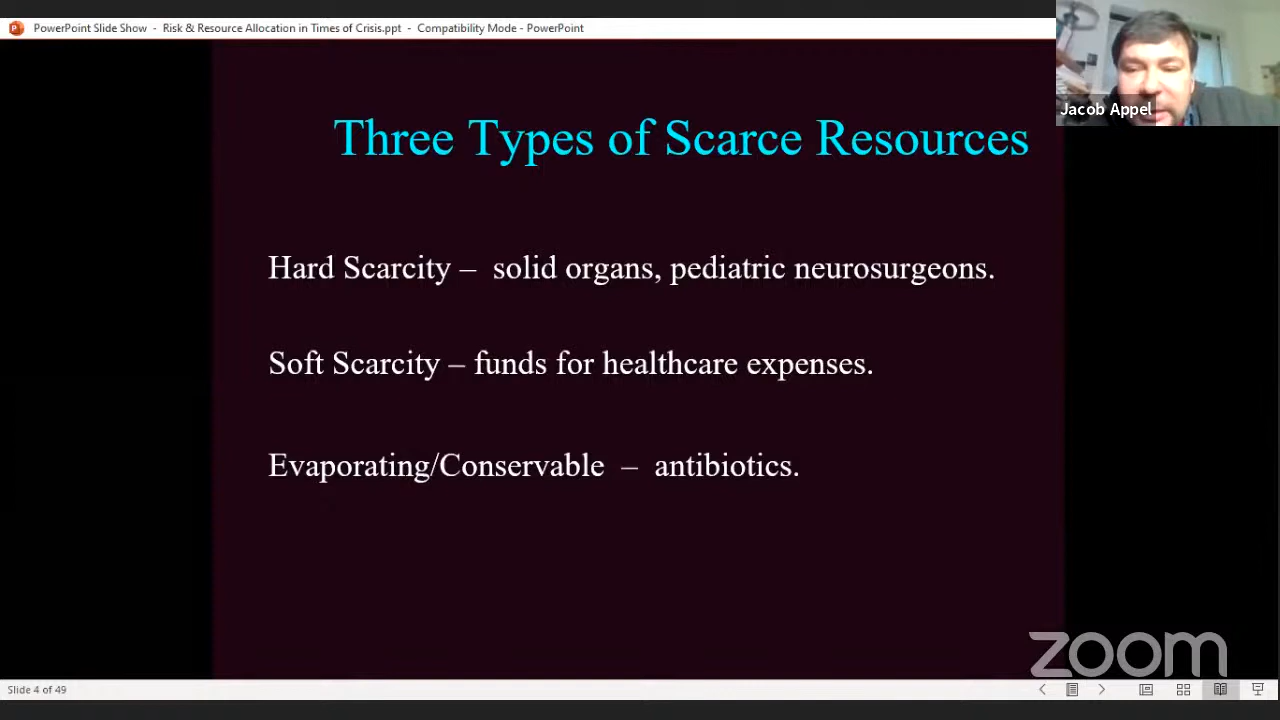 PowerPoint Slide Show - Risk & Resource Allocation in Times of Crisis.ppt - Compatibility Mode - PowerPoint
Jacob Appel
Three Types of Scarce Resources
Hard Scarcity – solid organs, pediatric neurosurgeons.
Soft Scarcity – funds for healthcare expenses.
Evaporating/Conservable – antibiotics.
zoom
Slide 4 of 49